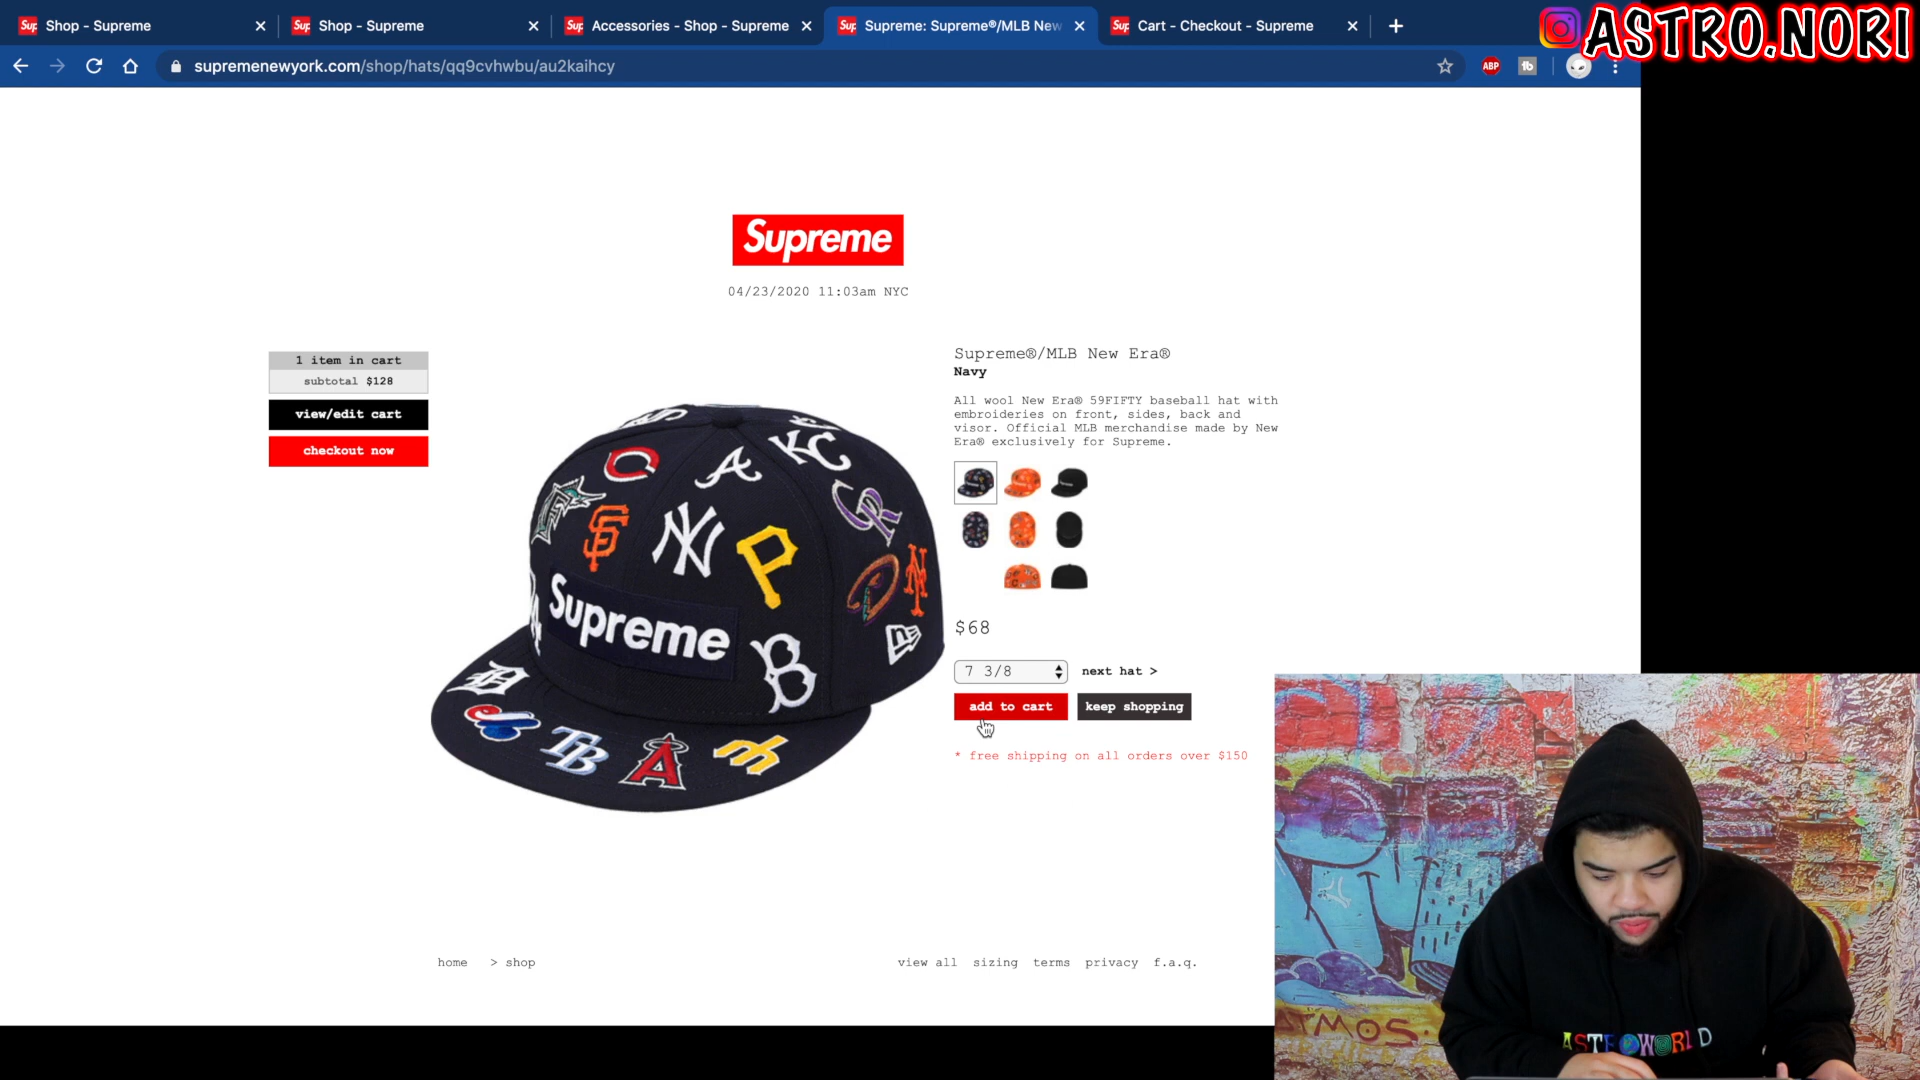 Shop - Supreme
Shop - Supreme
Accessories - Shop - Supreme
Supreme: Supreme®/MLB New
Cart - Checkout - Supreme
ASTRO.NORI
supremenewyork.com/shop/hats/qq9cvhwbu/au2kaihcy
ABP
Supreme
04/23/2020 11:03am NYC
1 item in cart
subtotal $128
view/edit cart
checkout now
Supreme®/MLB New Era®
Navy
All wool New Era® 59FIFTY baseball hat with
embroideries on front, sides, back and
visor. Official MLB merchandise made by New
Era® exclusively for Supreme.
Supreme
$68
7 3/8
next hat >
add to cart
keep shopping
* free shipping on all orders over $150
home > shop
view all sizing terms privacy f.a.q.
ATMOS
ASTROWORLD